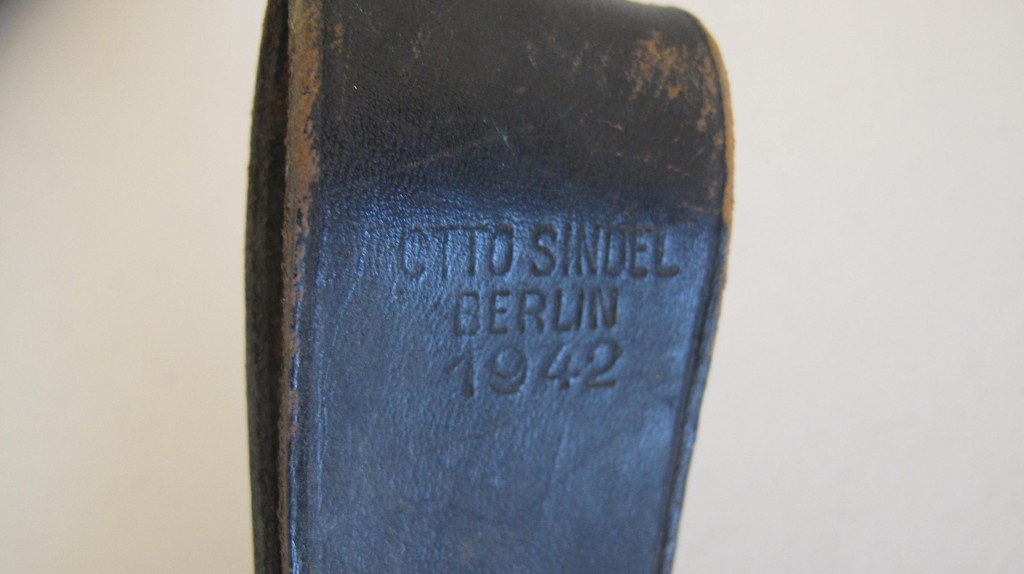 OTTO SINDEL
BERLIN
1942